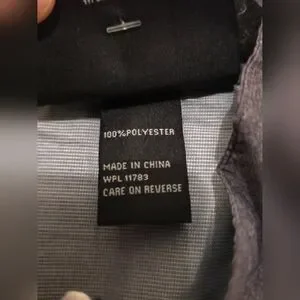 100%POLYESTER
MADE IN CHINA
WPL 11783
CARE ON REVERSE